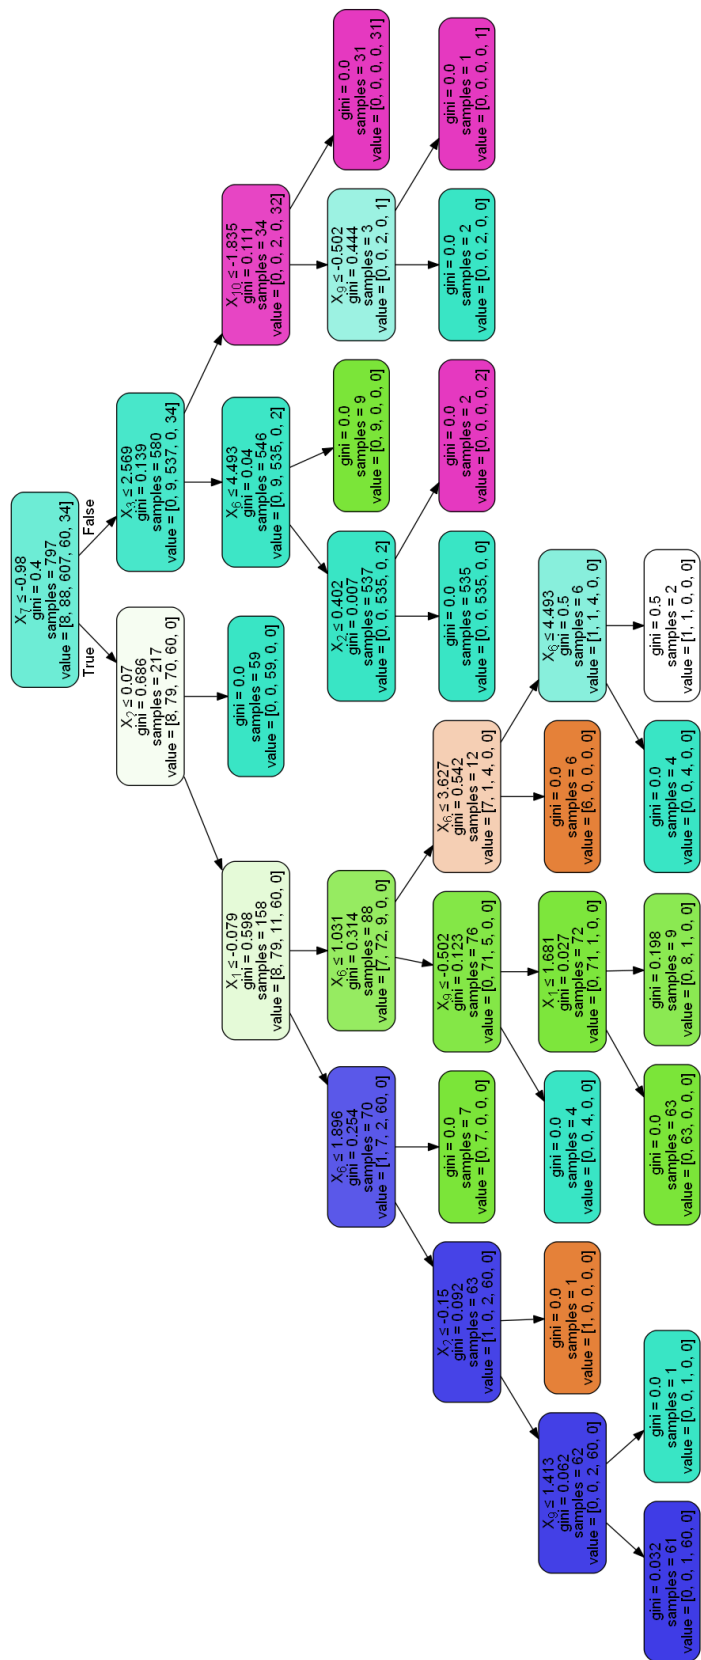 X₇ ≤ -0.98
gini = 0.4
samples = 797
value = [8, 88, 607, 60, 34]
True
False
X₂ ≤ 0.07
gini = 0.686
samples = 217
value = [8, 79, 70, 60, 0]
X₃ ≤ 2.569
gini = 0.139
samples = 580
value = [0, 9, 537, 0, 34]
X₁ ≤ -0.079
gini = 0.598
samples = 158
value = [8, 79, 11, 60, 0]
gini = 0.0
samples = 59
value = [0, 0, 59, 0, 0]
X₆ ≤ 4.493
gini = 0.04
samples = 546
value = [0, 9, 535, 0, 2]
X₁₀ ≤ -1.835
gini = 0.111
samples = 34
value = [0, 0, 2, 0, 32]
X₆ ≤ 1.896
gini = 0.254
samples = 70
value = [1, 7, 2, 60, 0]
X₆ ≤ 1.031
gini = 0.314
samples = 88
value = [7, 72, 9, 0, 0]
X₂ ≤ 0.402
gini = 0.007
samples = 537
value = [0, 0, 535, 0, 2]
gini = 0.0
samples = 9
value = [0, 9, 0, 0, 0]
X₉ ≤ -0.502
gini = 0.444
samples = 3
value = [0, 0, 2, 0, 1]
gini = 0.0
samples = 31
value = [0, 0, 0, 0, 31]
X₂ ≤ -0.15
gini = 0.092
samples = 63
value = [1, 0, 2, 60, 0]
gini = 0.0
samples = 7
value = [0, 7, 0, 0, 0]
X₉ ≤ -0.502
gini = 0.123
samples = 76
value = [0, 71, 5, 0, 0]
X₆ ≤ 3.627
gini = 0.542
samples = 12
value = [7, 1, 4, 0, 0]
gini = 0.0
samples = 535
value = [0, 0, 535, 0, 0]
gini = 0.0
samples = 2
value = [0, 0, 0, 0, 2]
gini = 0.0
samples = 2
value = [0, 0, 2, 0, 0]
gini = 0.0
samples = 1
value = [0, 0, 0, 0, 1]
X₉ ≤ 1.413
gini = 0.062
samples = 62
value = [0, 0, 2, 60, 0]
gini = 0.0
samples = 1
value = [1, 0, 0, 0, 0]
gini = 0.0
samples = 4
value = [0, 0, 4, 0, 0]
X₁ ≤ 1.681
gini = 0.027
samples = 72
value = [0, 71, 1, 0, 0]
gini = 0.0
samples = 6
value = [6, 0, 0, 0, 0]
X₆ ≤ 4.493
gini = 0.5
samples = 6
value = [1, 1, 4, 0, 0]
gini = 0.032
samples = 61
value = [0, 0, 1, 60, 0]
gini = 0.0
samples = 1
value = [0, 0, 1, 0, 0]
gini = 0.0
samples = 63
value = [0, 63, 0, 0, 0]
gini = 0.198
samples = 9
value = [0, 8, 1, 0, 0]
gini = 0.0
samples = 4
value = [0, 0, 4, 0, 0]
gini = 0.5
samples = 2
value = [1, 1, 0, 0, 0]